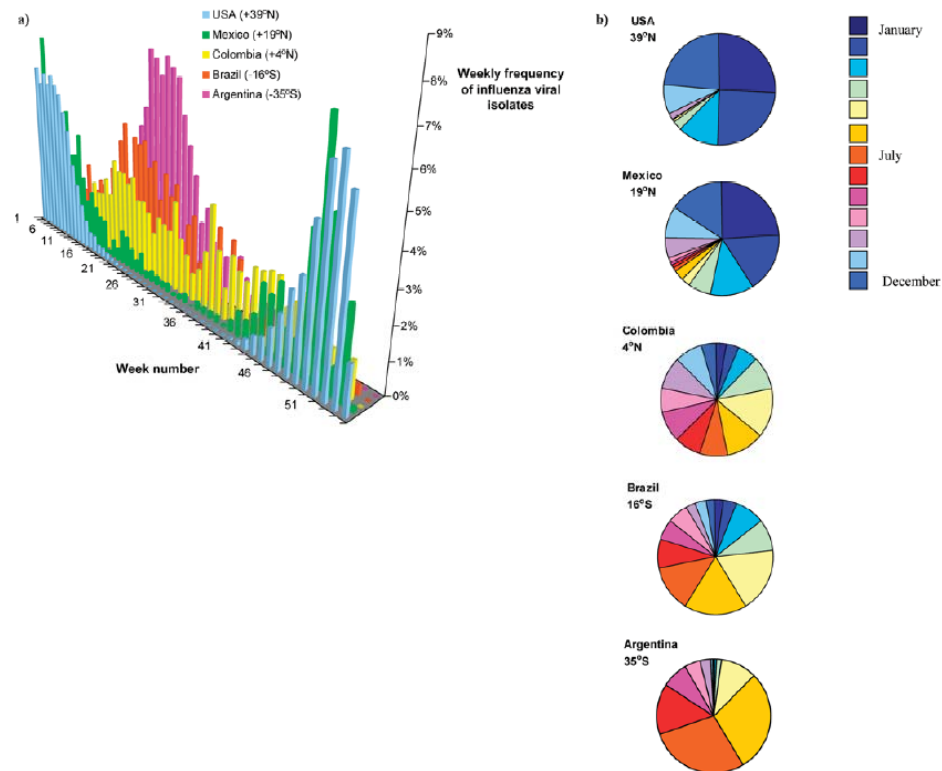 a)
USA (+39ºN)
Mexico (+19ºN)
Colombia (+4ºN)
Brazil (-16ºS)
Argentina (-35ºS)
Weekly frequency
of influenza viral
isolates
9%
8%
7%
6%
5%
4%
3%
2%
1%
0%
1
6
11
16
21
26
31
36
41
46
51
Week number
b)
USA
39ºN
Mexico
19ºN
Colombia
4ºN
Brazil
16ºS
Argentina
35ºS
January
July
December